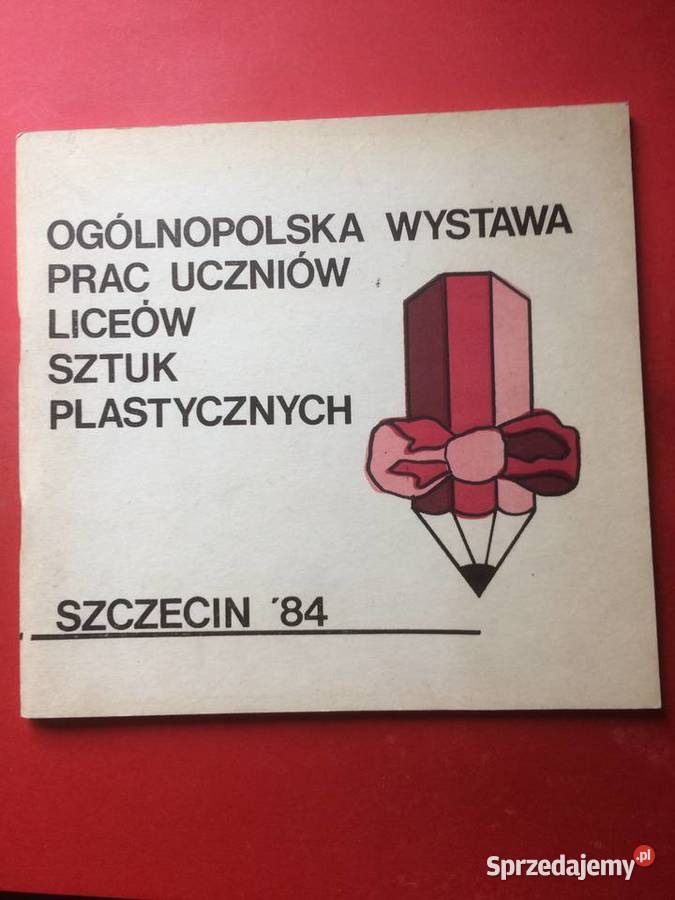 OGÓLNOPOLSKA WYSTAWA
PRAC UCZNIÓW
LICEÓW
SZTUK
PLASTYCZNYCH
SZCZECIN '84
Sprzedajemy.pl